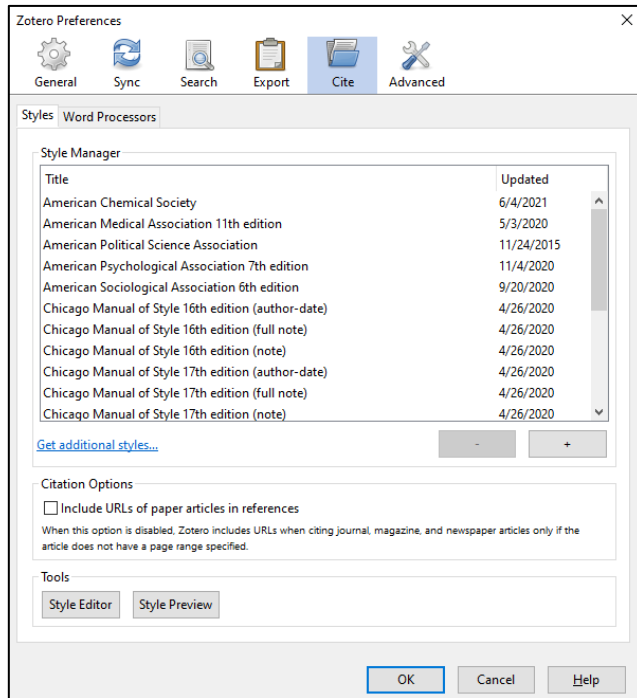 Zotero Preferences
General Sync Search Export Cite Advanced
Styles Word Processors
Style Manager
Title Updated
American Chemical Society 6/4/2021
American Medical Association 11th edition 5/3/2020
American Political Science Association 11/24/2015
American Psychological Association 7th edition 11/4/2020
American Sociological Association 6th edition 9/20/2020
Chicago Manual of Style 16th edition (author-date) 4/26/2020
Chicago Manual of Style 16th edition (full note) 4/26/2020
Chicago Manual of Style 16th edition (note) 4/26/2020
Chicago Manual of Style 17th edition (author-date) 4/26/2020
Chicago Manual of Style 17th edition (full note) 4/26/2020
Chicago Manual of Style 17th edition (note) 4/26/2020
Get additional styles... - +
Citation Options
Include URLs of paper articles in references
When this option is disabled, Zotero includes URLs when citing journal, magazine, and newspaper articles only if the
article does not have a page range specified.
Tools
Style Editor Style Preview
OK Cancel Help